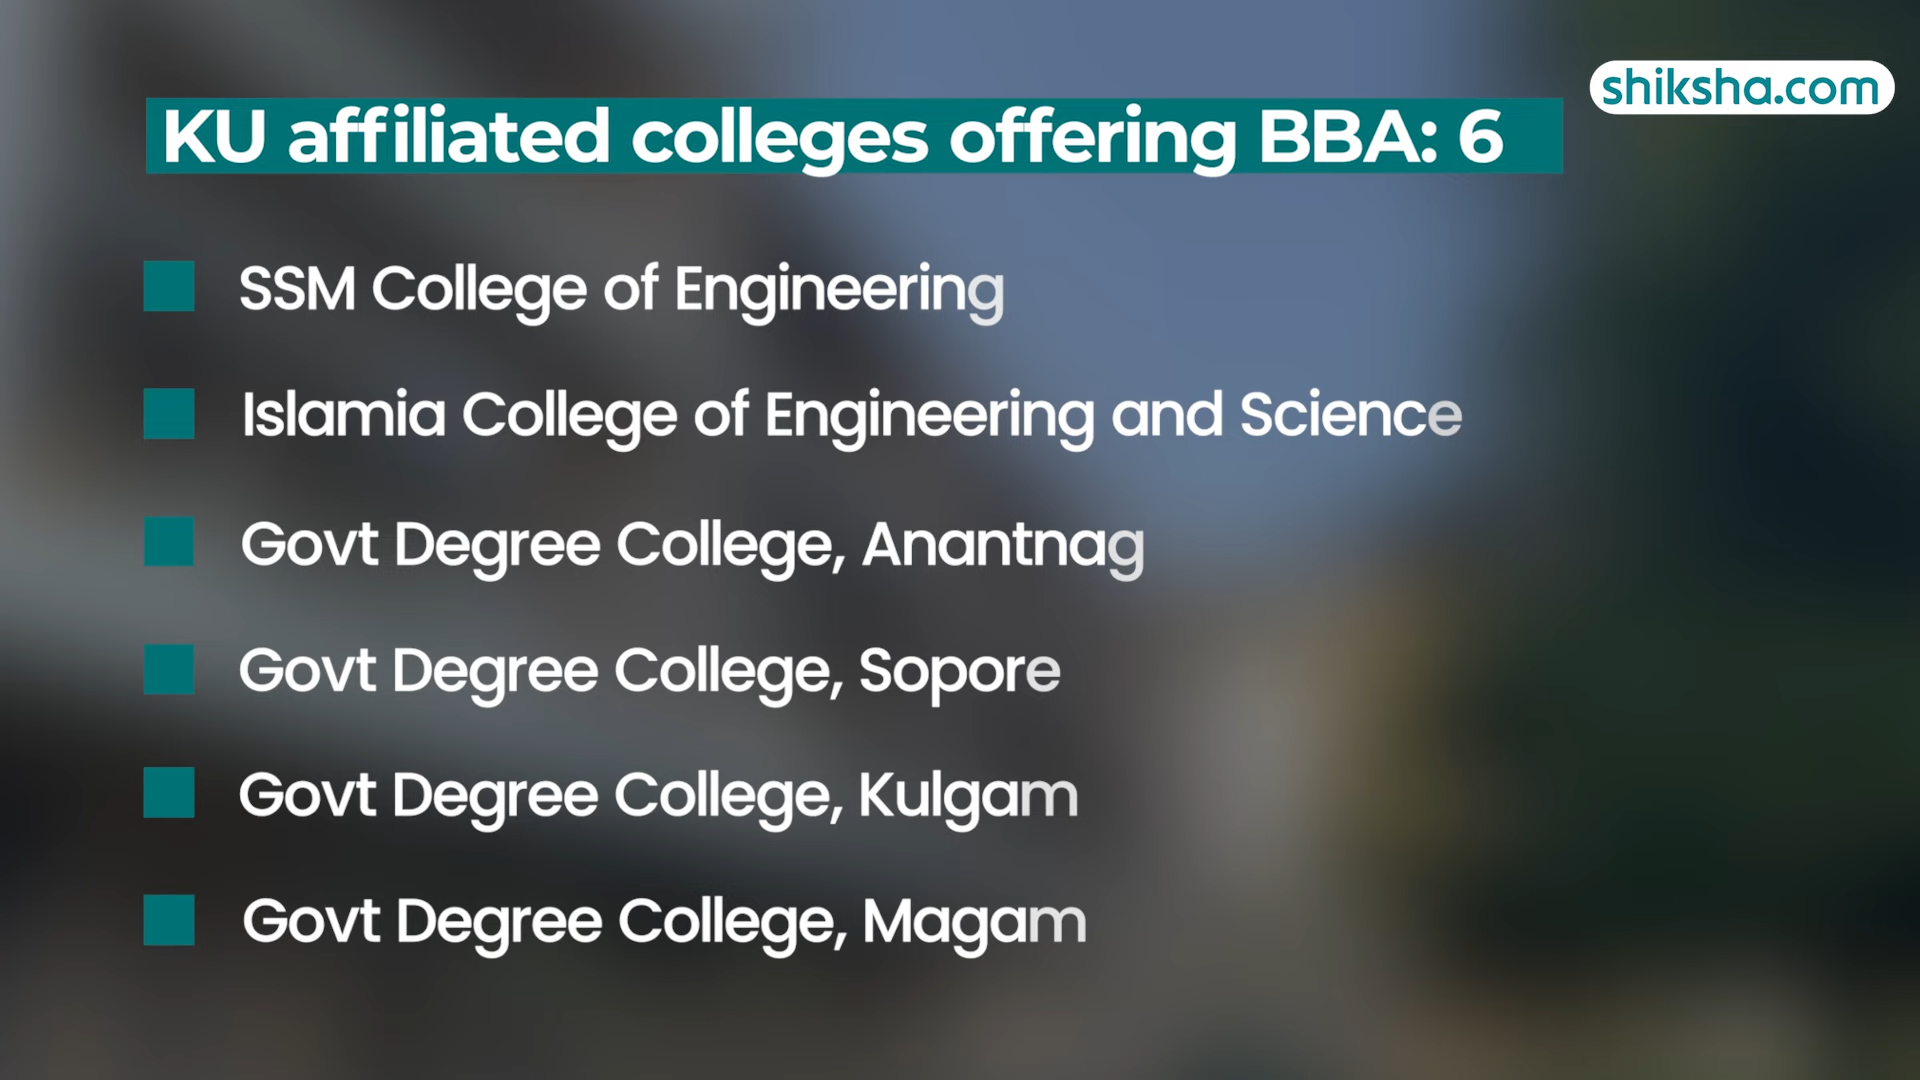 shiksha.com
KU affiliated colleges offering BBA: 6
SSM College of Engineering
Islamia College of Engineering and Science
Govt Degree College, Anantnag
Govt Degree College, Sopore
Govt Degree College, Kulgam
Govt Degree College, Magam